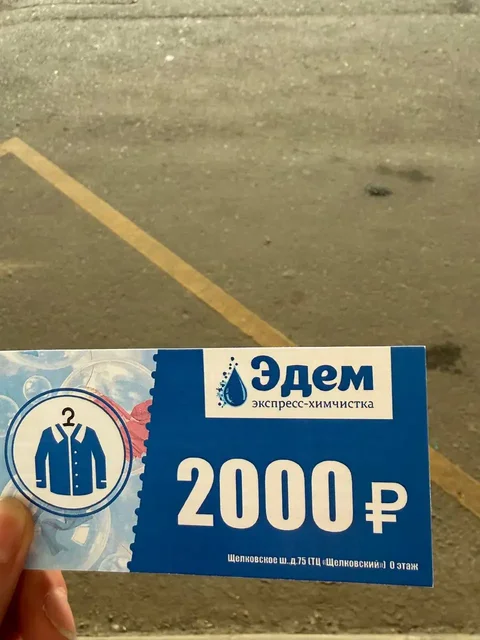 Эдем
экспресс-химчистка
2000 ₽
Щелковское ш..д.75 (ТЦ «Щелковский») 0 этаж